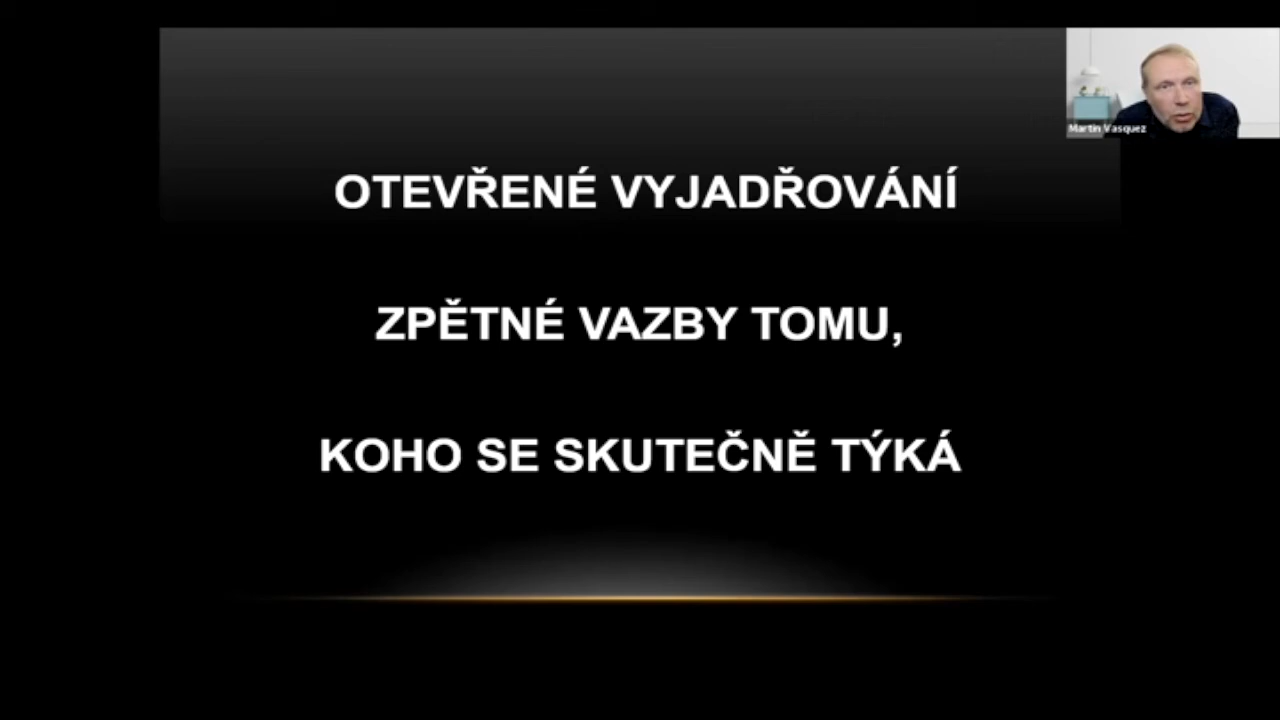 Martin Vasquez
OTEVŘENÉ VYJADŘOVÁNÍ
ZPĚTNÉ VAZBY TOMU,
KOHO SE SKUTEČNĚ TÝKÁ